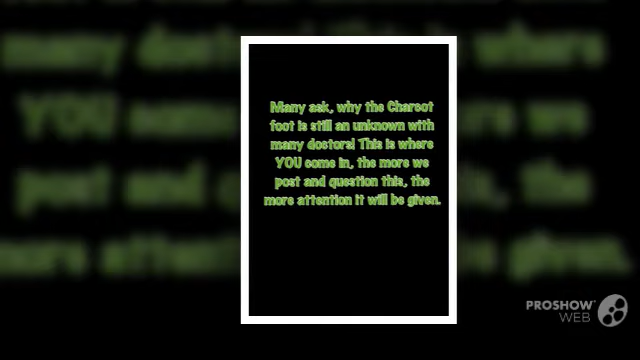 Many ask, why the Charcot
foot is still an unknown with
many doctors! This is where
YOU come in, the more we
post and question this, the
more attention it will be given.
PROSHOW
WEB